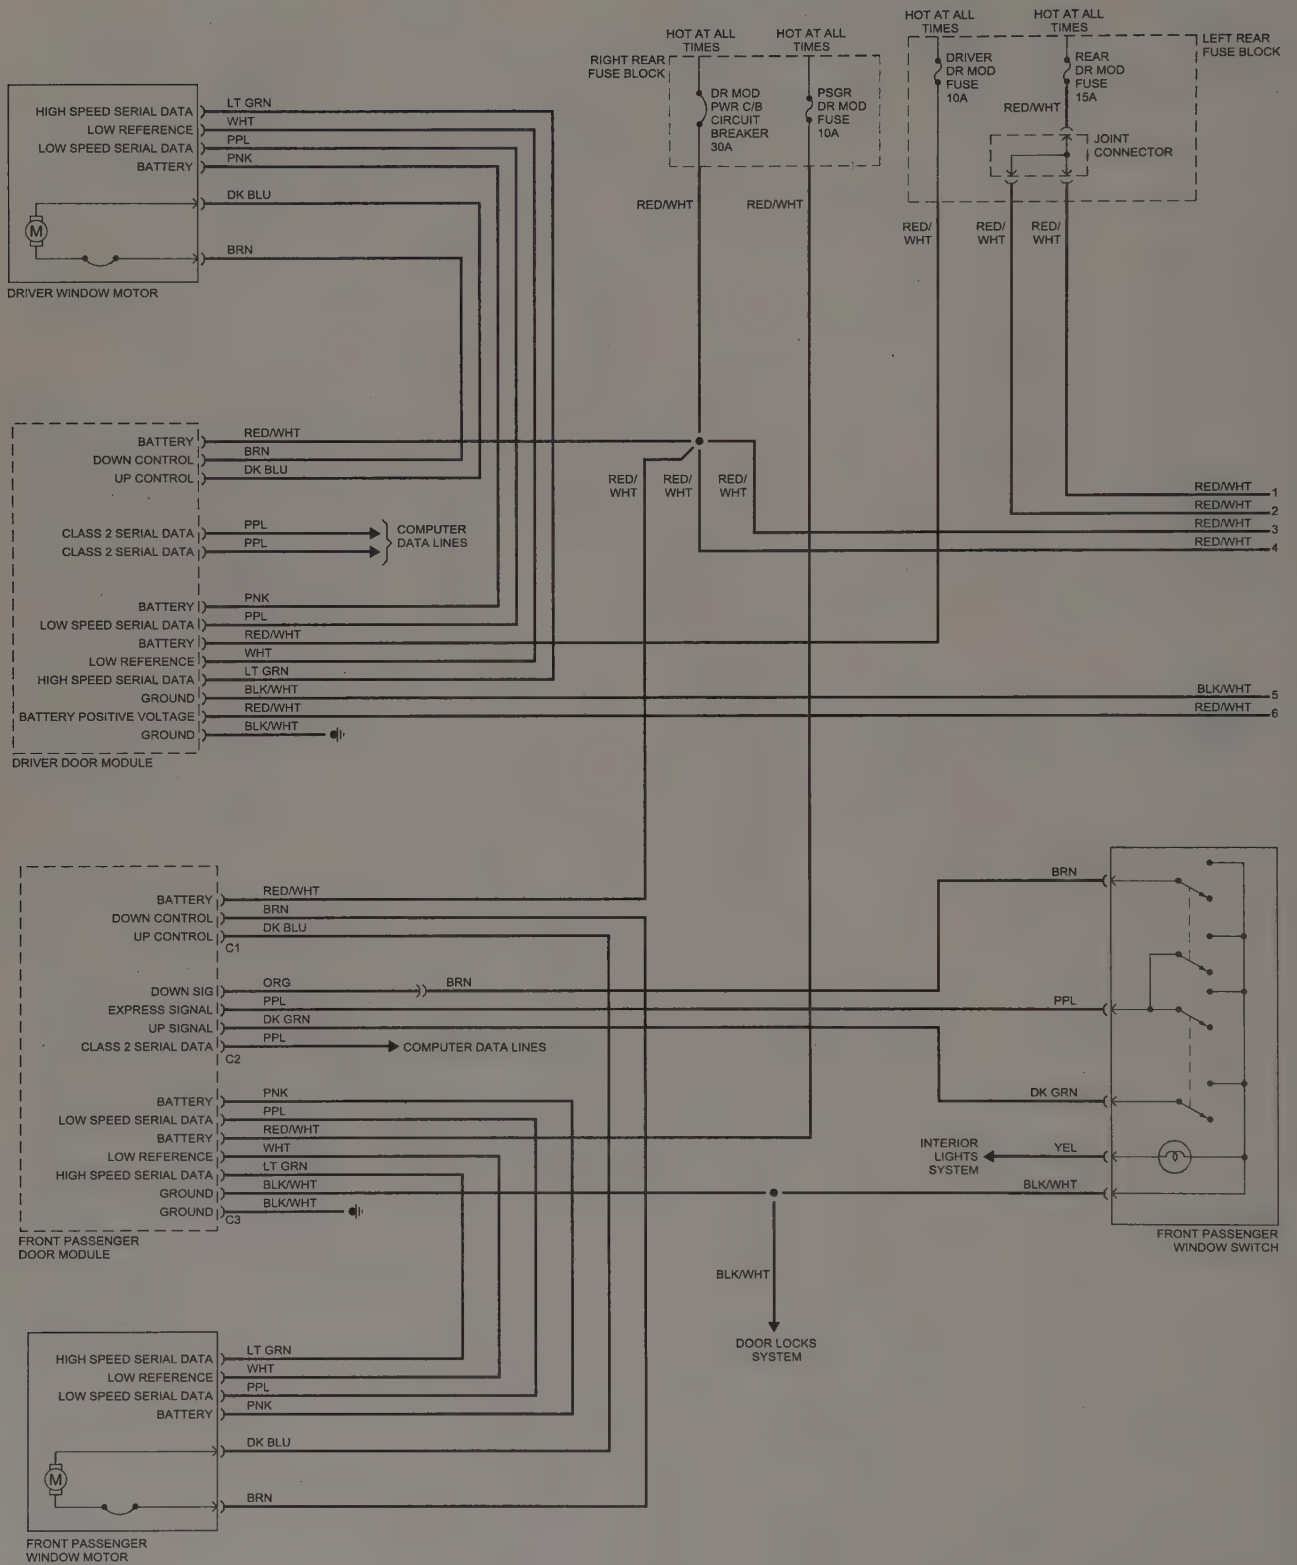 HOT AT ALL
TIMES
HOT AT ALL
TIMES
HOT AT ALL
TIMES
HOT AT ALL
TIMES
RIGHT REAR
FUSE BLOCK
DR MOD
PWR C/B
CIRCUIT
BREAKER
30A
PSGR
DR MOD
FUSE
10A
LEFT REAR
FUSE BLOCK
DRIVER
DR MOD
FUSE
10A
REAR
DR MOD
FUSE
15A
RED/WHT
JOINT
CONNECTOR
RED/WHT
RED/WHT
RED/
WHT
RED/
WHT
RED/
WHT
HIGH SPEED SERIAL DATA
LT GRN
LOW REFERENCE
WHT
LOW SPEED SERIAL DATA
PPL
BATTERY
PNK
DK BLU
M
BRN
DRIVER WINDOW MOTOR
BATTERY
RED/WHT
DOWN CONTROL
BRN
UP CONTROL
DK BLU
RED/
WHT
RED/
WHT
RED/
WHT
RED/WHT 1
RED/WHT 2
RED/WHT 3
RED/WHT 4
CLASS 2 SERIAL DATA
PPL
CLASS 2 SERIAL DATA
PPL
COMPUTER
DATA LINES
BATTERY
PNK
LOW SPEED SERIAL DATA
PPL
BATTERY
RED/WHT
LOW REFERENCE
WHT
HIGH SPEED SERIAL DATA
LT GRN
GROUND
BLK/WHT
BLK/WHT 5
BATTERY POSITIVE VOLTAGE
RED/WHT
RED/WHT 6
GROUND
BLK/WHT
DRIVER DOOR MODULE
BATTERY
RED/WHT
DOWN CONTROL
BRN
UP CONTROL
DK BLU
C1
BRN
DOWN SIG
ORG
BRN
EXPRESS SIGNAL
PPL
PPL
UP SIGNAL
DK GRN
CLASS 2 SERIAL DATA
PPL
COMPUTER DATA LINES
C2
BATTERY
PNK
DK GRN
LOW SPEED SERIAL DATA
PPL
BATTERY
RED/WHT
LOW REFERENCE
WHT
INTERIOR
LIGHTS
SYSTEM
YEL
HIGH SPEED SERIAL DATA
LT GRN
GROUND
BLK/WHT
BLK/WHT
GROUND
BLK/WHT
C3
FRONT PASSENGER
DOOR MODULE
FRONT PASSENGER
WINDOW SWITCH
BLK/WHT
DOOR LOCKS
SYSTEM
HIGH SPEED SERIAL DATA
LT GRN
LOW REFERENCE
WHT
LOW SPEED SERIAL DATA
PPL
BATTERY
PNK
DK BLU
M
BRN
FRONT PASSENGER
WINDOW MOTOR